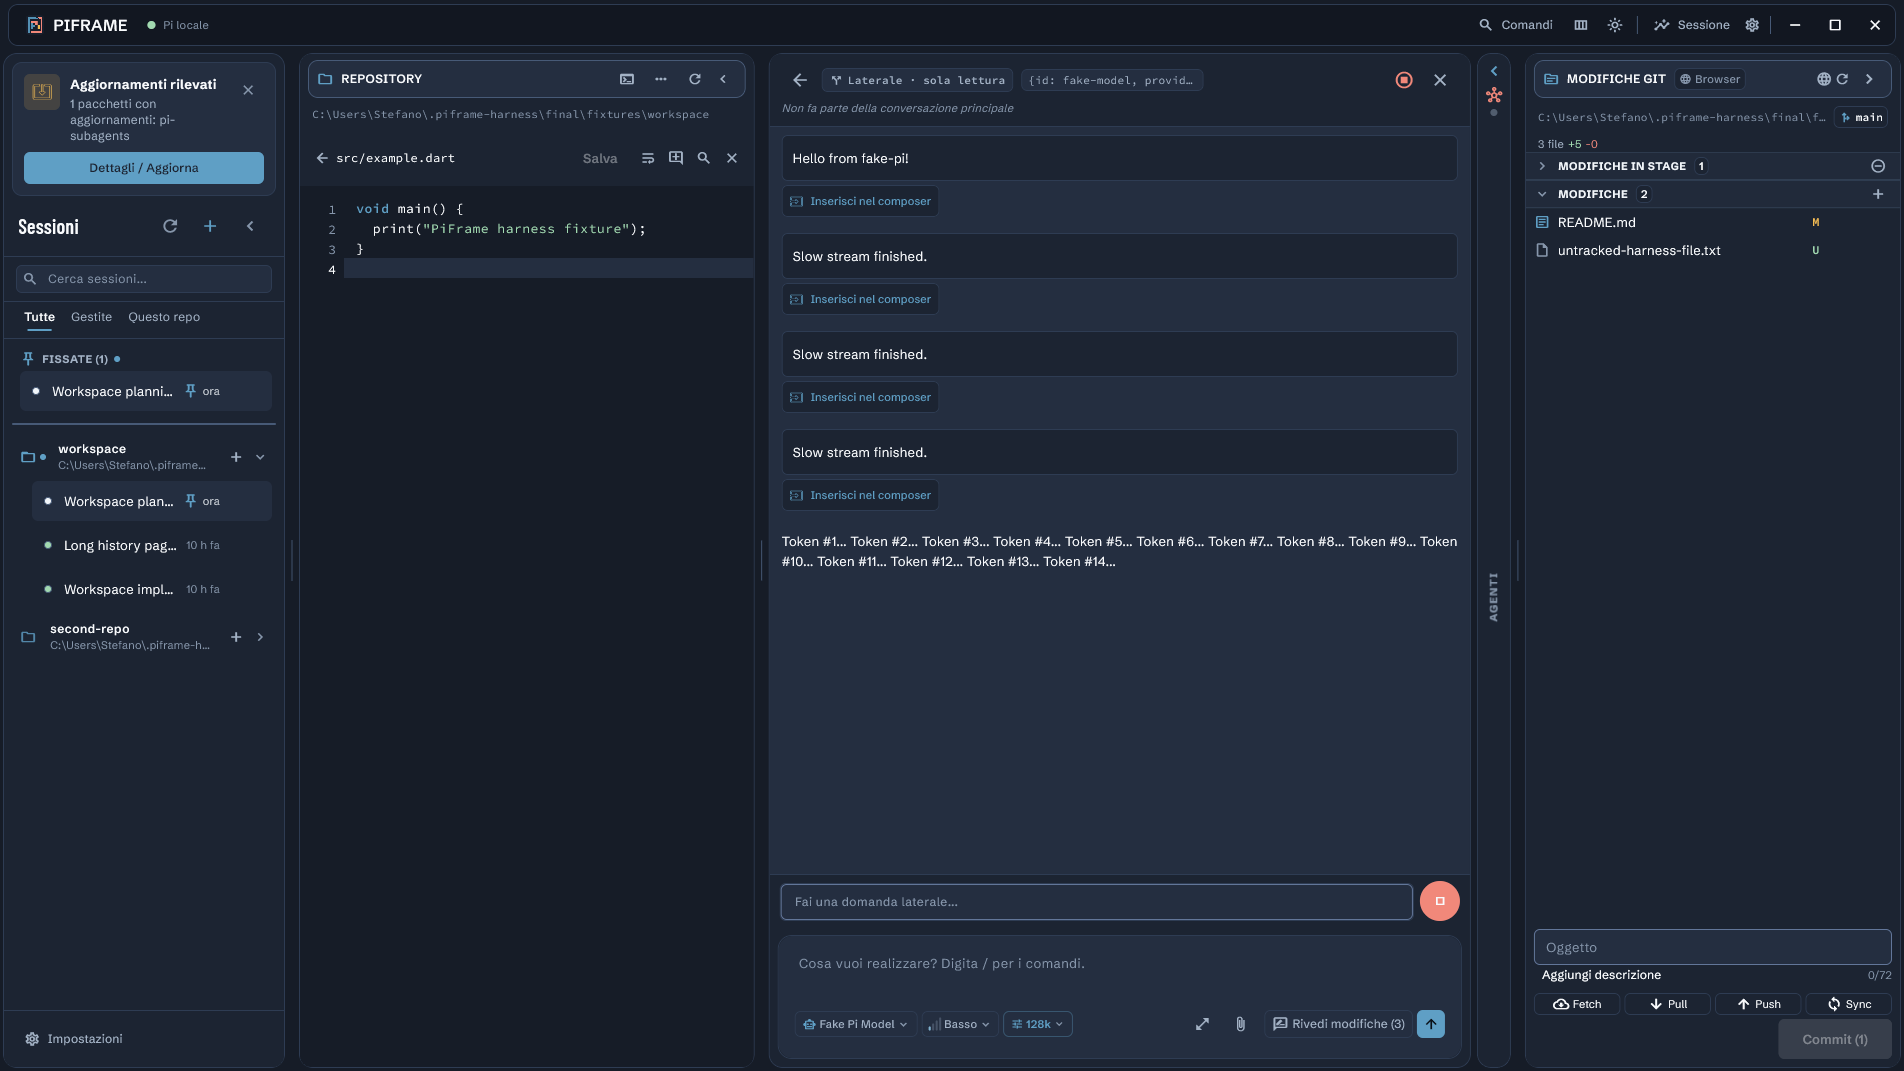 PIFRAME
Pi locale
Comandi
Sessione
Aggiornamenti rilevati
1 pacchetti con
aggiornamenti: pi-
subagents
Dettagli / Aggiorna
Sessioni
Cerca sessioni...
Tutte
Gestite
Questo repo
FISSATE (1)
Workspace planni... ora
workspace
C:\Users\Stefano\.piframe...
Workspace plan... ora
Long history pag... 10 h fa
Workspace impl... 10 h fa
second-repo
C:\Users\Stefano\.piframe-h...
Impostazioni
REPOSITORY
C:\Users\Stefano\.piframe-harness\final\fixtures\workspace
src/example.dart
Salva
1 void main() {
2 print("PiFrame harness fixture");
3 }
4
Laterale · sola lettura
{id: fake-model, provid...
Non fa parte della conversazione principale
Hello from fake-pi!
Inserisci nel composer
Slow stream finished.
Inserisci nel composer
Slow stream finished.
Inserisci nel composer
Slow stream finished.
Inserisci nel composer
Token #1... Token #2... Token #3... Token #4... Token #5... Token #6... Token #7... Token #8... Token #9... Token
#10... Token #11... Token #12... Token #13... Token #14...
Fai una domanda laterale...
Cosa vuoi realizzare? Digita / per i comandi.
Fake Pi Model
Basso
128k
Rivedi modifiche (3)
AGENTI
MODIFICHE GIT
Browser
C:\Users\Stefano\.piframe-harness\final\f...
main
3 file +5 -0
MODIFICHE IN STAGE 1
MODIFICHE 2
README.md M
untracked-harness-file.txt U
Oggetto
Aggiungi descrizione
0/72
Fetch
Pull
Push
Sync
Commit (1)